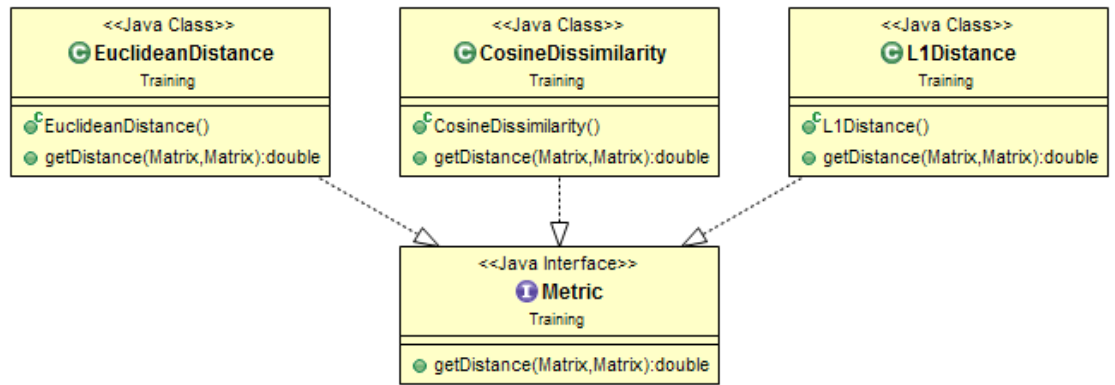 <<Java Class>>
EuclideanDistance
Training
EuclideanDistance()
getDistance(Matrix,Matrix):double
<<Java Class>>
CosineDissimilarity
Training
CosineDissimilarity()
getDistance(Matrix,Matrix):double
<<Java Class>>
L1Distance
Training
L1Distance()
getDistance(Matrix,Matrix):double
<<Java Interface>>
Metric
Training
getDistance(Matrix,Matrix):double